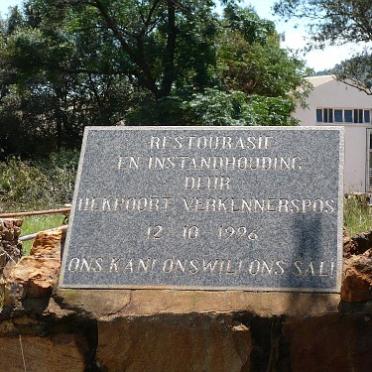 RESTOURASIE
EN INSTANDHOUDING
DEUR
HEKPOORT VERKENNERSPOS
12 10 1996
ONS KAN! ONS WIL! ONS SAL!